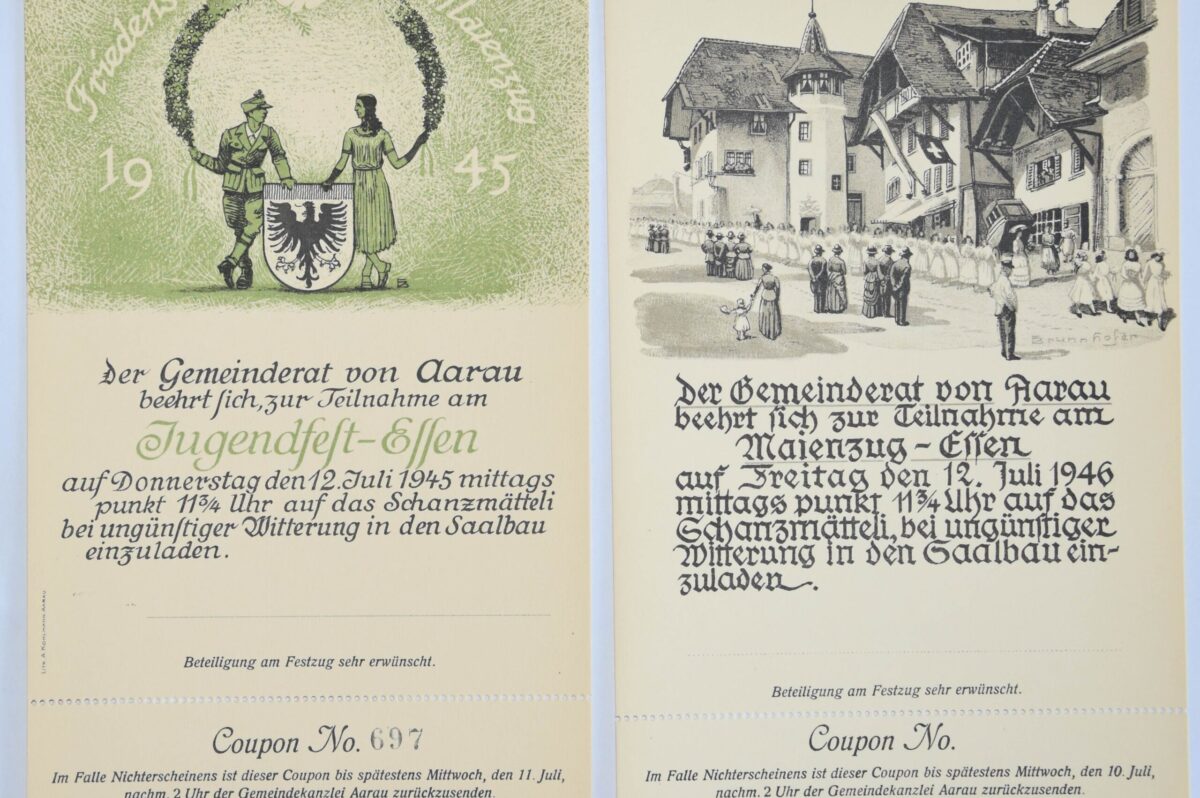 Friedens Maienzug
1945
der Gemeinderat von Aarau
beehrt sich, zur Teilnahme am
Jugendfest-Essen
auf Donnerstag den 12. Juli 1945 mittags
punkt 11¾ Uhr auf das Schanzmätteli
bei ungünstiger Witterung in den Saalbau
einzuladen.
Beteiligung am Festzug sehr erwünscht.
Coupon No. 697
Im Falle Nichterscheinens ist dieser Coupon bis spätestens Mittwoch, den 11. Juli,
nachm. 2 Uhr der Gemeindekanzlei Aarau zurückzusenden.
Brunnhofer
der Gemeinderat von Aarau
beehrt sich zur Teilnahme am
Maienzug-Essen
auf Freitag den 12. Juli 1946
mittags punkt 11¾ Uhr auf das
Schanzmätteli, bei ungünstiger
Witterung in den Saalbau ein-
zuladen.
Beteiligung am Festzug sehr erwünscht.
Coupon No.
Im Falle Nichterscheinens ist dieser Coupon bis spätestens Mittwoch, den 10. Juli,
nachm. 2 Uhr der Gemeindekanzlei Aarau zurückzusenden.